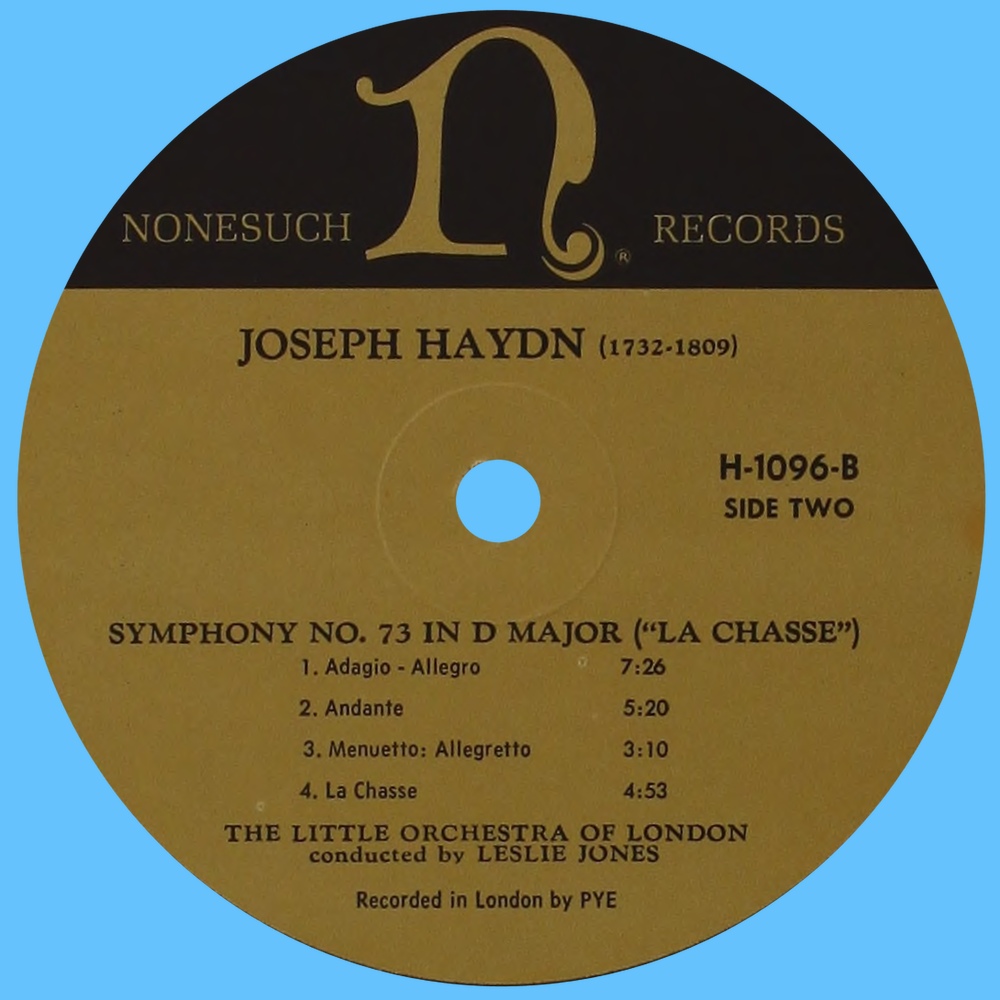 n
NONESUCH RECORDS ®
JOSEPH HAYDN (1732-1809)
H-1096-B
SIDE TWO
SYMPHONY NO. 73 IN D MAJOR (“LA CHASSE”)
1. Adagio - Allegro 7:26
2. Andante 5:20
3. Menuetto: Allegretto 3:10
4. La Chasse 4:53
THE LITTLE ORCHESTRA OF LONDON
conducted by LESLIE JONES
Recorded in London by PYE